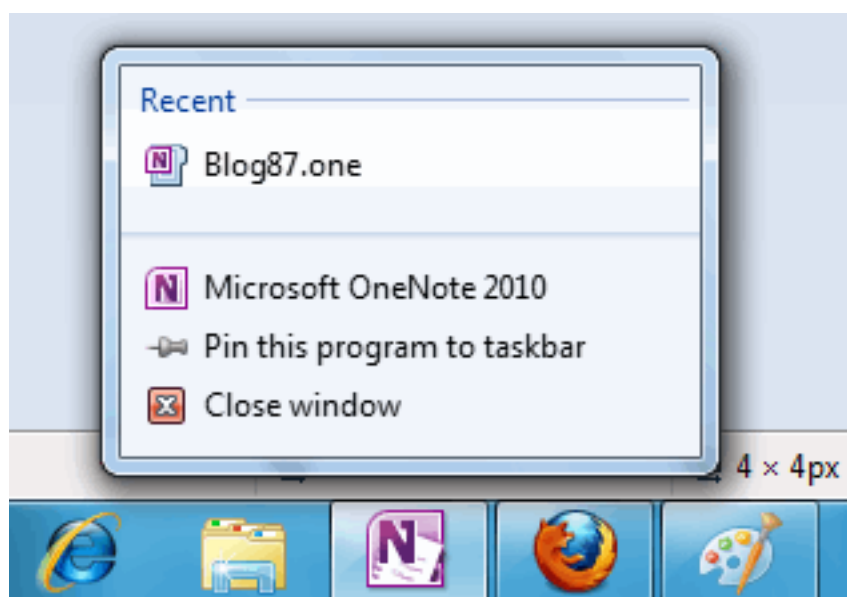 Recent
Blog87.one
Microsoft OneNote 2010
Pin this program to taskbar
Close window
4 × 4px